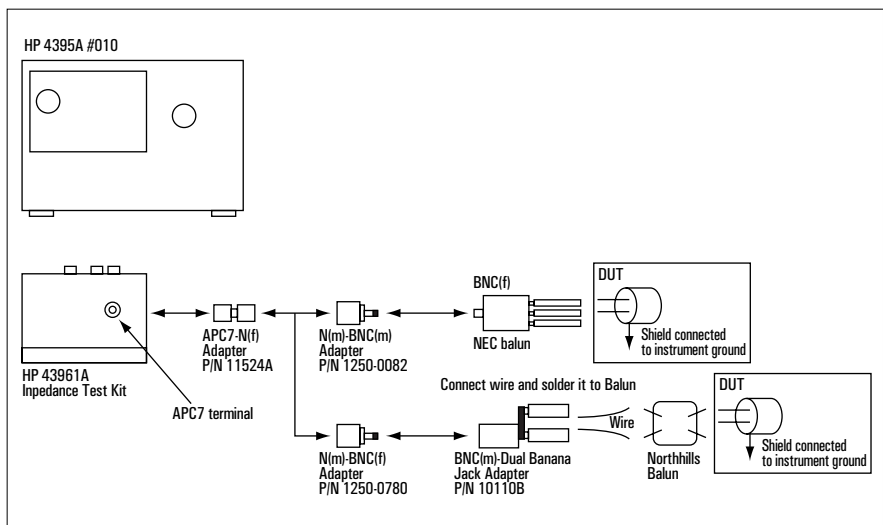 HP 4395A #010
HP 43961A
Inpedance Test Kit
APC7 terminal
APC7-N(f)
Adapter
P/N 11524A
N(m)-BNC(m)
Adapter
P/N 1250-0082
BNC(f)
NEC balun
DUT
Shield connected
to instrument ground
N(m)-BNC(f)
Adapter
P/N 1250-0780
Connect wire and solder it to Balun
BNC(m)-Dual Banana
Jack Adapter
P/N 10110B
Wire
Northhills
Balun
DUT
Shield connected
to instrument ground